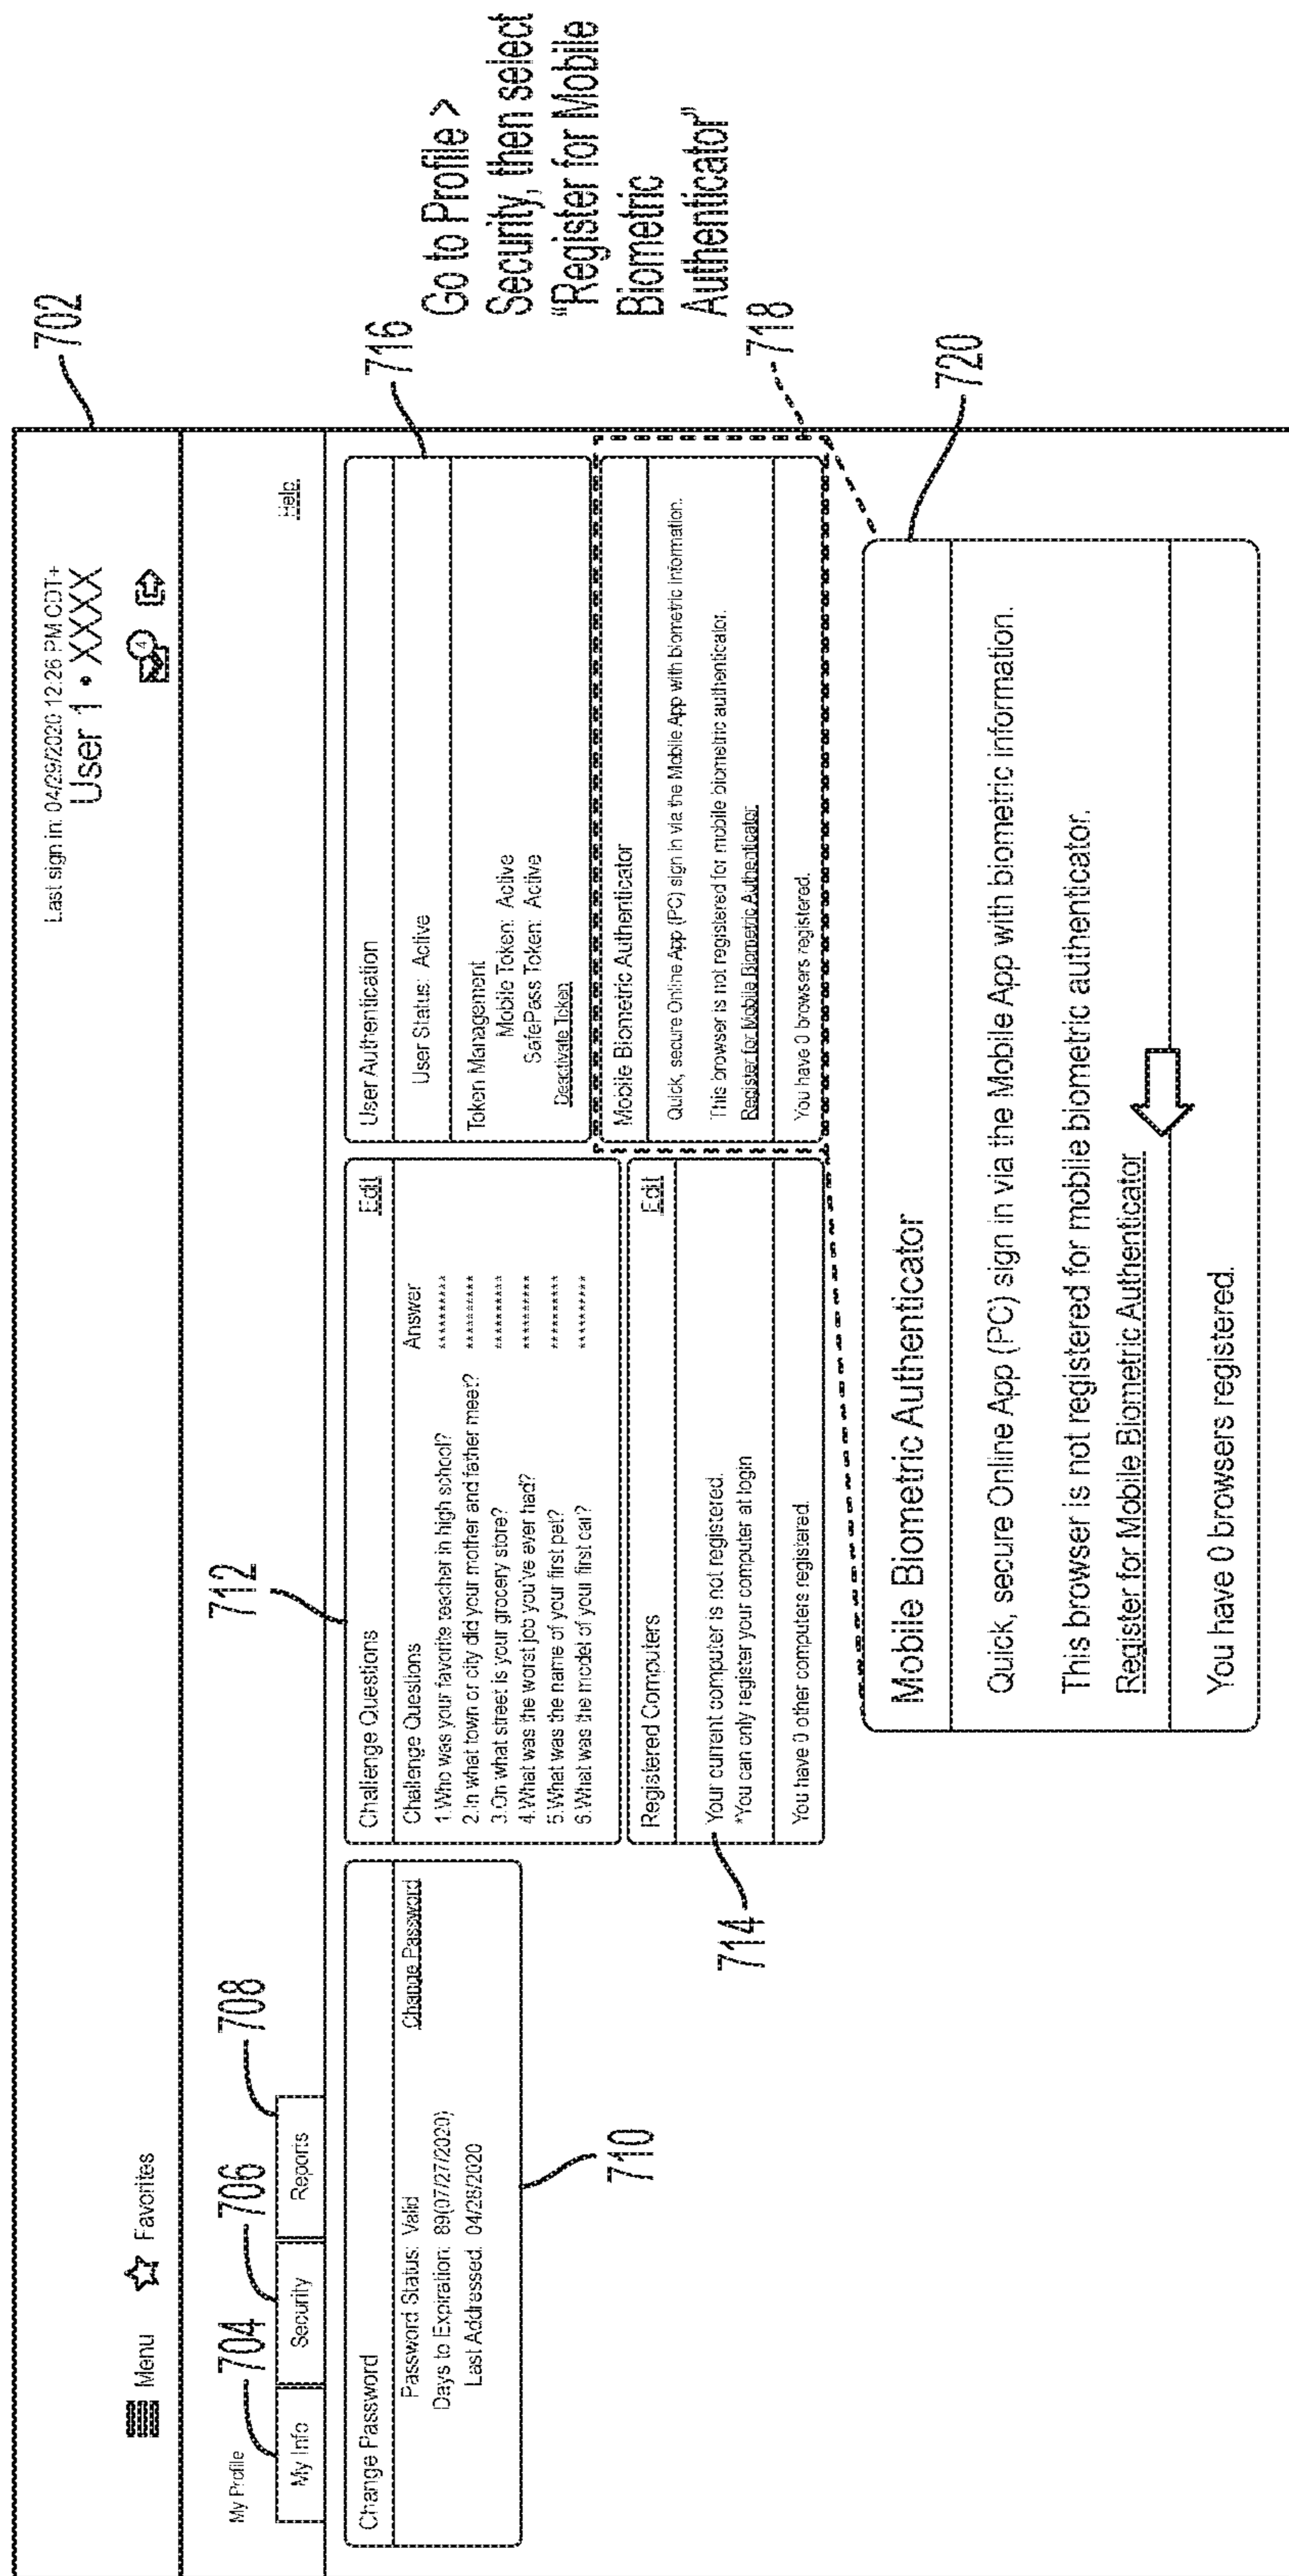 702
Last sign in: 04/29/2020 12:26 PM CDT+
User 1 • XXXX
4
Menu
Favorites
My Profile
704
706
708
My Info
Security
Reports
Help
710
Change Password
Password Status: Valid
Change Password
Days to Expiration: 89(07/27/2020)
Last Addressed: 04/28/2020
712
Challenge Questions
Edit
Challenge Questions
Answer
1.Who was your favorite teacher in high school?
**********
2.In what town or city did your mother and father meet?
**********
3.On what street is your grocery store?
**********
4.What was the worst job you've ever had?
**********
5.What was the name of your first pet?
**********
6.What was the model of your first car?
**********
714
Registered Computers
Edit
Your current computer is not registered.
*You can only register your computer at login
You have 0 other computers registered.
716
User Authentication
User Status: Active
Token Management
Mobile Token: Active
SafePass Token: Active
Deactivate Token
718
Mobile Biometric Authenticator
Quick, secure Online App (PC) sign in via the Mobile App with biometric information.
This browser is not registered for mobile biometric authenticator.
Register for Mobile Biometric Authenticator
You have 0 browsers registered.
720
Mobile Biometric Authenticator
Quick, secure Online App (PC) sign in via the Mobile App with biometric information.
This browser is not registered for mobile biometric authenticator.
Register for Mobile Biometric Authenticator
You have 0 browsers registered.
Go to Profile >
Security, then select
"Register for Mobile
Biometric
Authenticator"